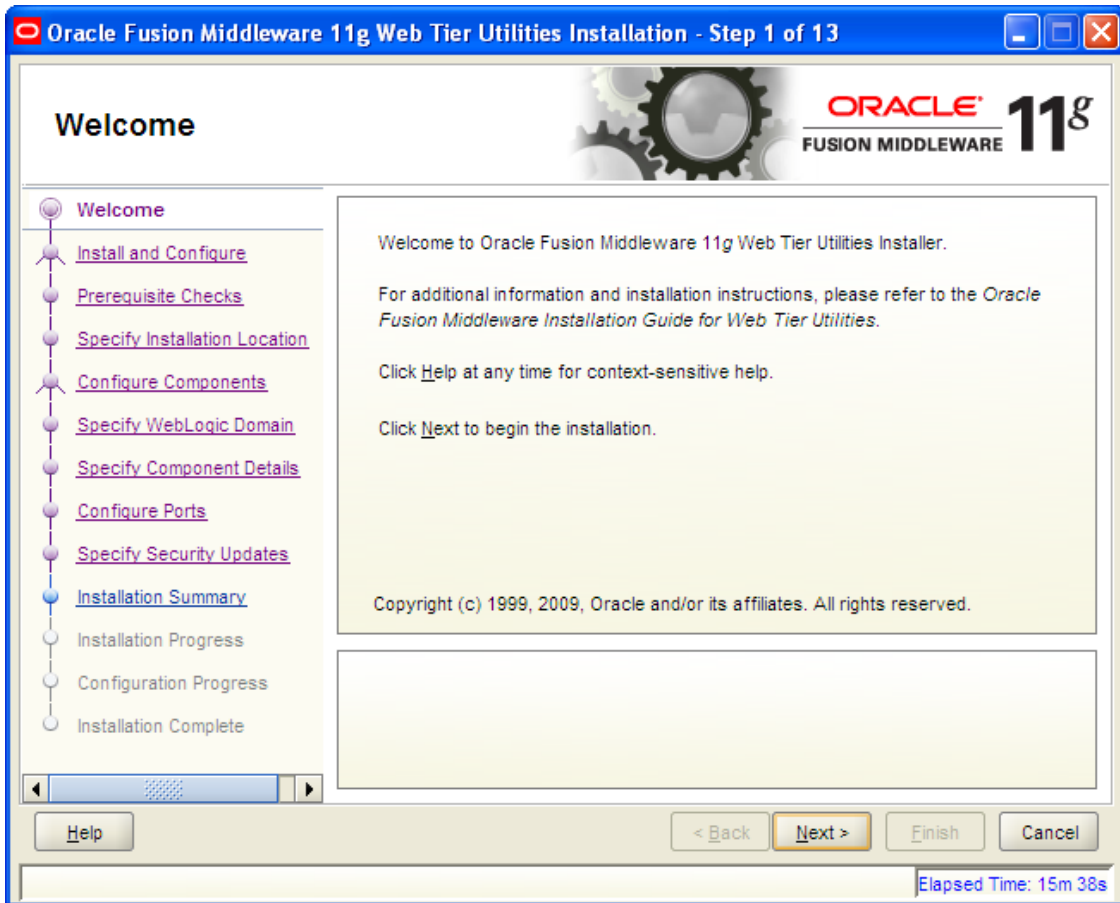 Oracle Fusion Middleware 11g Web Tier Utilities Installation - Step 1 of 13
Welcome
ORACLE® 11g
FUSION MIDDLEWARE
Welcome
Install and Configure
Prerequisite Checks
Specify Installation Location
Configure Components
Specify WebLogic Domain
Specify Component Details
Configure Ports
Specify Security Updates
Installation Summary
Installation Progress
Configuration Progress
Installation Complete
Welcome to Oracle Fusion Middleware 11g Web Tier Utilities Installer.
For additional information and installation instructions, please refer to the Oracle
Fusion Middleware Installation Guide for Web Tier Utilities.
Click Help at any time for context-sensitive help.
Click Next to begin the installation.
Copyright (c) 1999, 2009, Oracle and/or its affiliates. All rights reserved.
Help
< Back
Next >
Finish
Cancel
Elapsed Time: 15m 38s